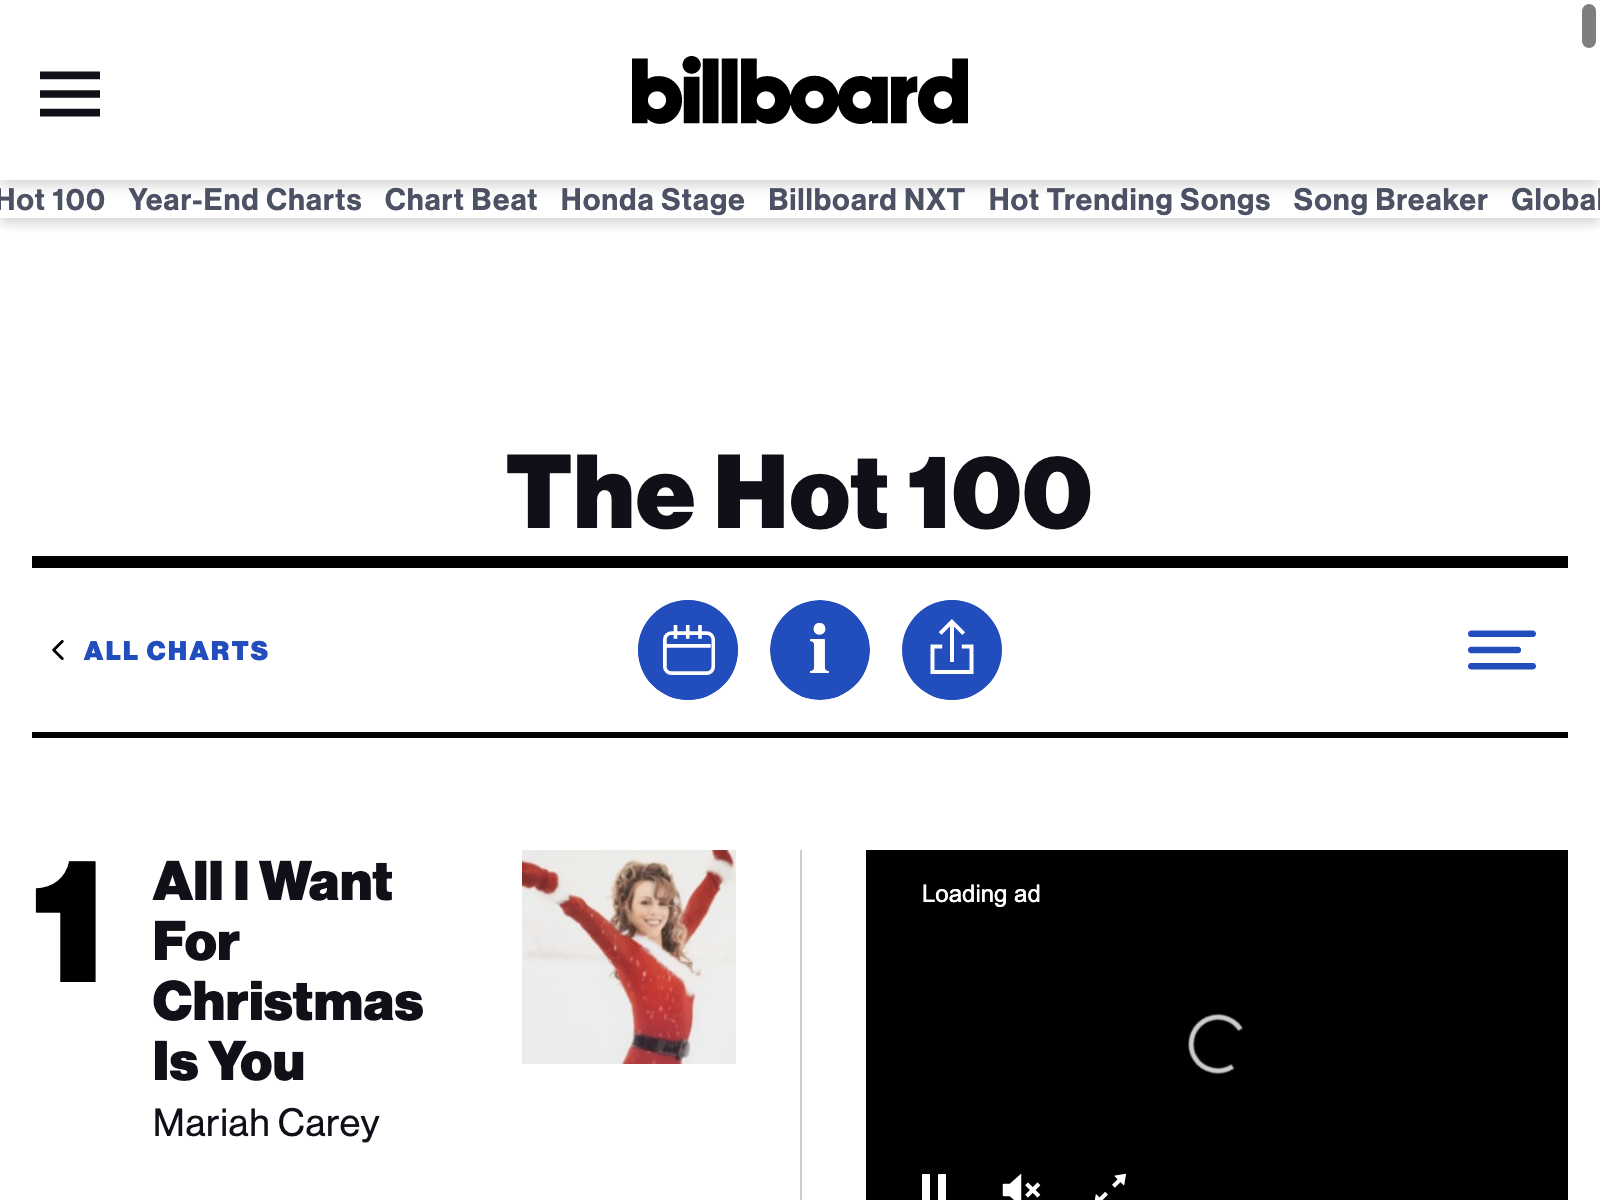 billboard
Hot 100 Year-End Charts Chart Beat Honda Stage Billboard NXT Hot Trending Songs Song Breaker Global
The Hot 100
ALL CHARTS
1
All I Want
For
Christmas
Is You
Mariah Carey
Loading ad